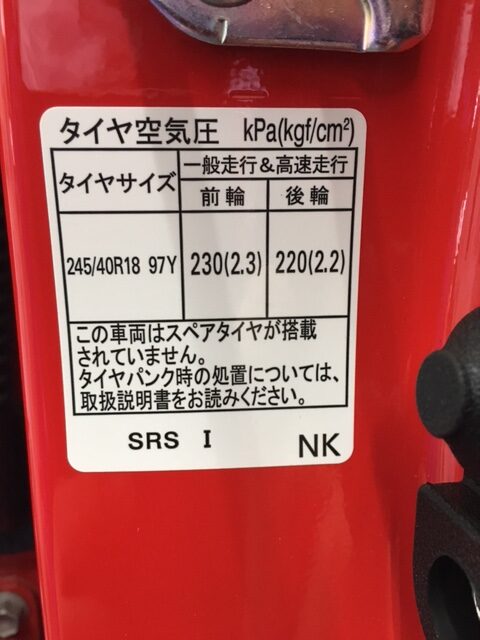 タイヤ空気圧 kPa(kgf/cm²)
タイヤサイズ 一般走行&高速走行
前輪 後輪
245/40R18 97Y 230(2.3) 220(2.2)
この車両はスペアタイヤが搭載
されていません。
タイヤパンク時の処置については、
取扱説明書をお読みください。
SRS I NK